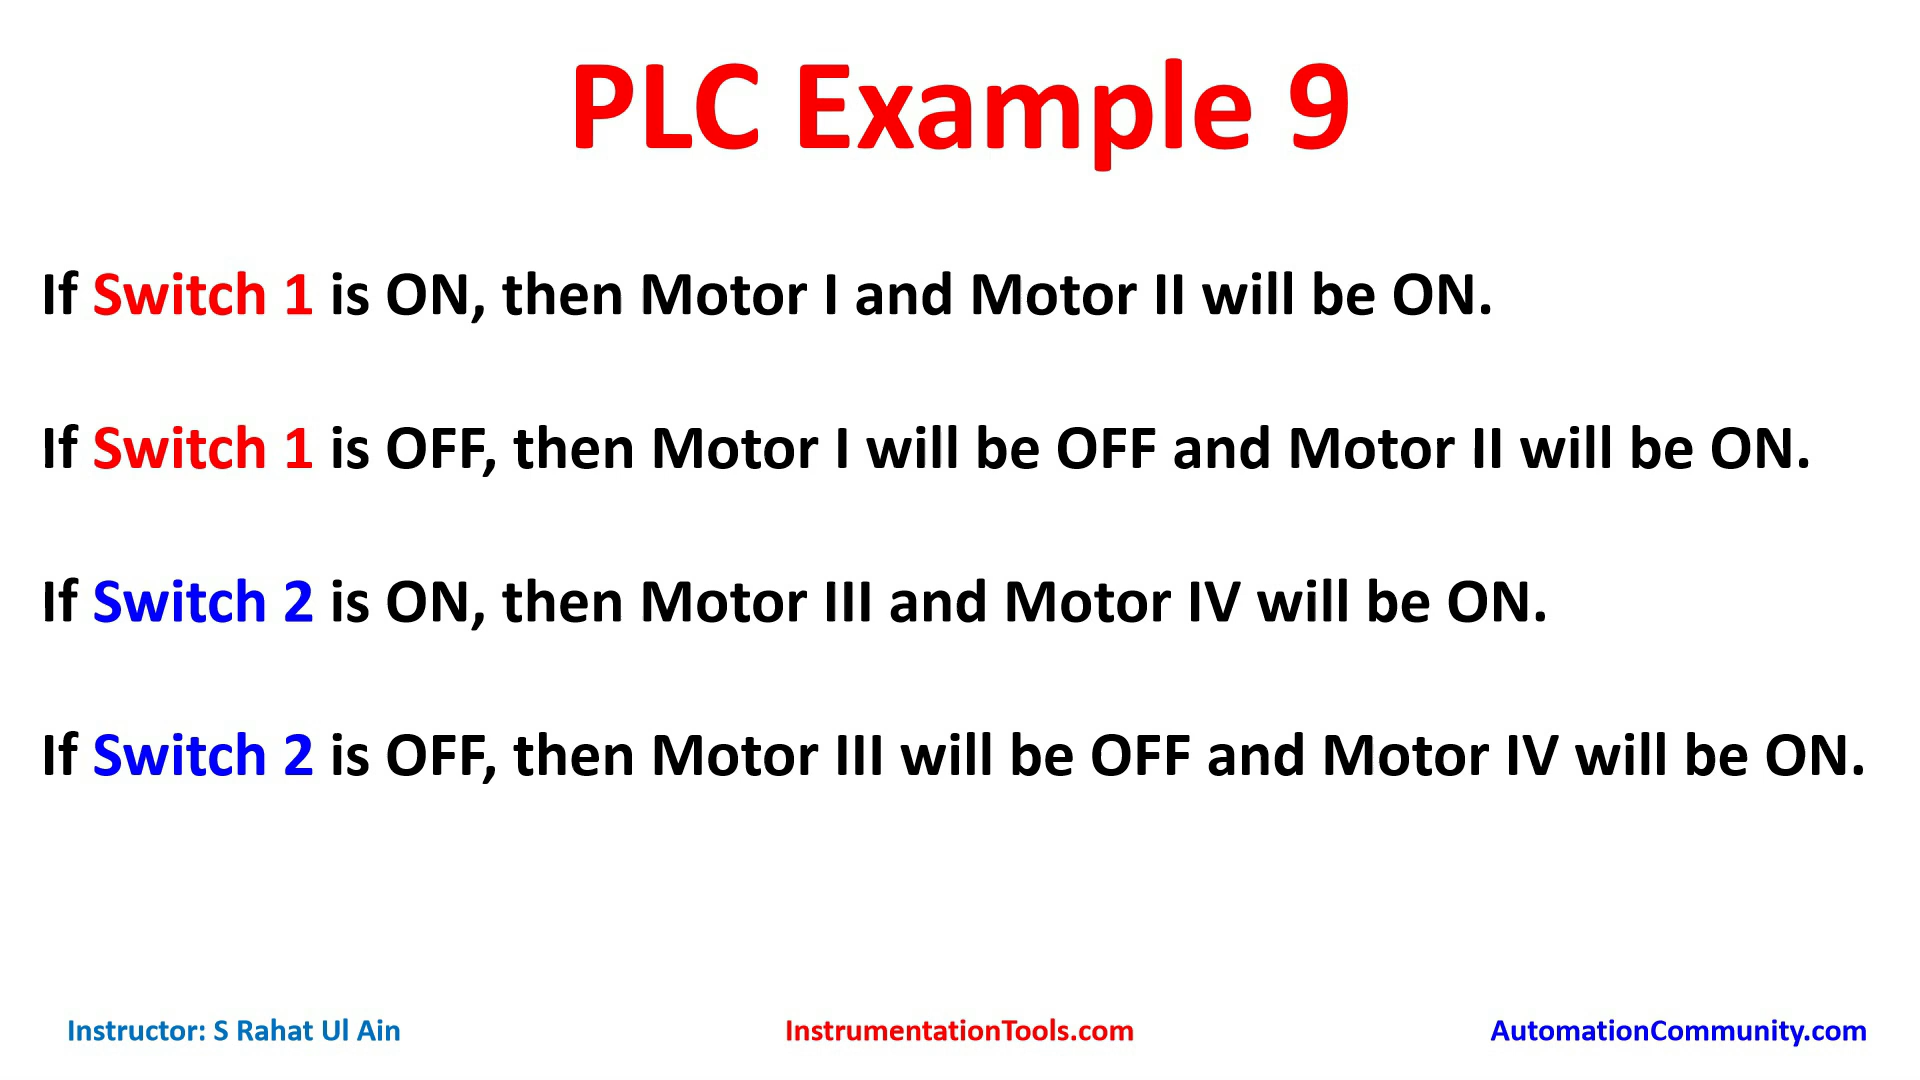 PLC Example 9
If Switch 1 is ON, then Motor I and Motor II will be ON.
If Switch 1 is OFF, then Motor I will be OFF and Motor II will be ON.
If Switch 2 is ON, then Motor III and Motor IV will be ON.
If Switch 2 is OFF, then Motor III will be OFF and Motor IV will be ON.
Instructor: S Rahat Ul Ain
InstrumentationTools.com
AutomationCommunity.com